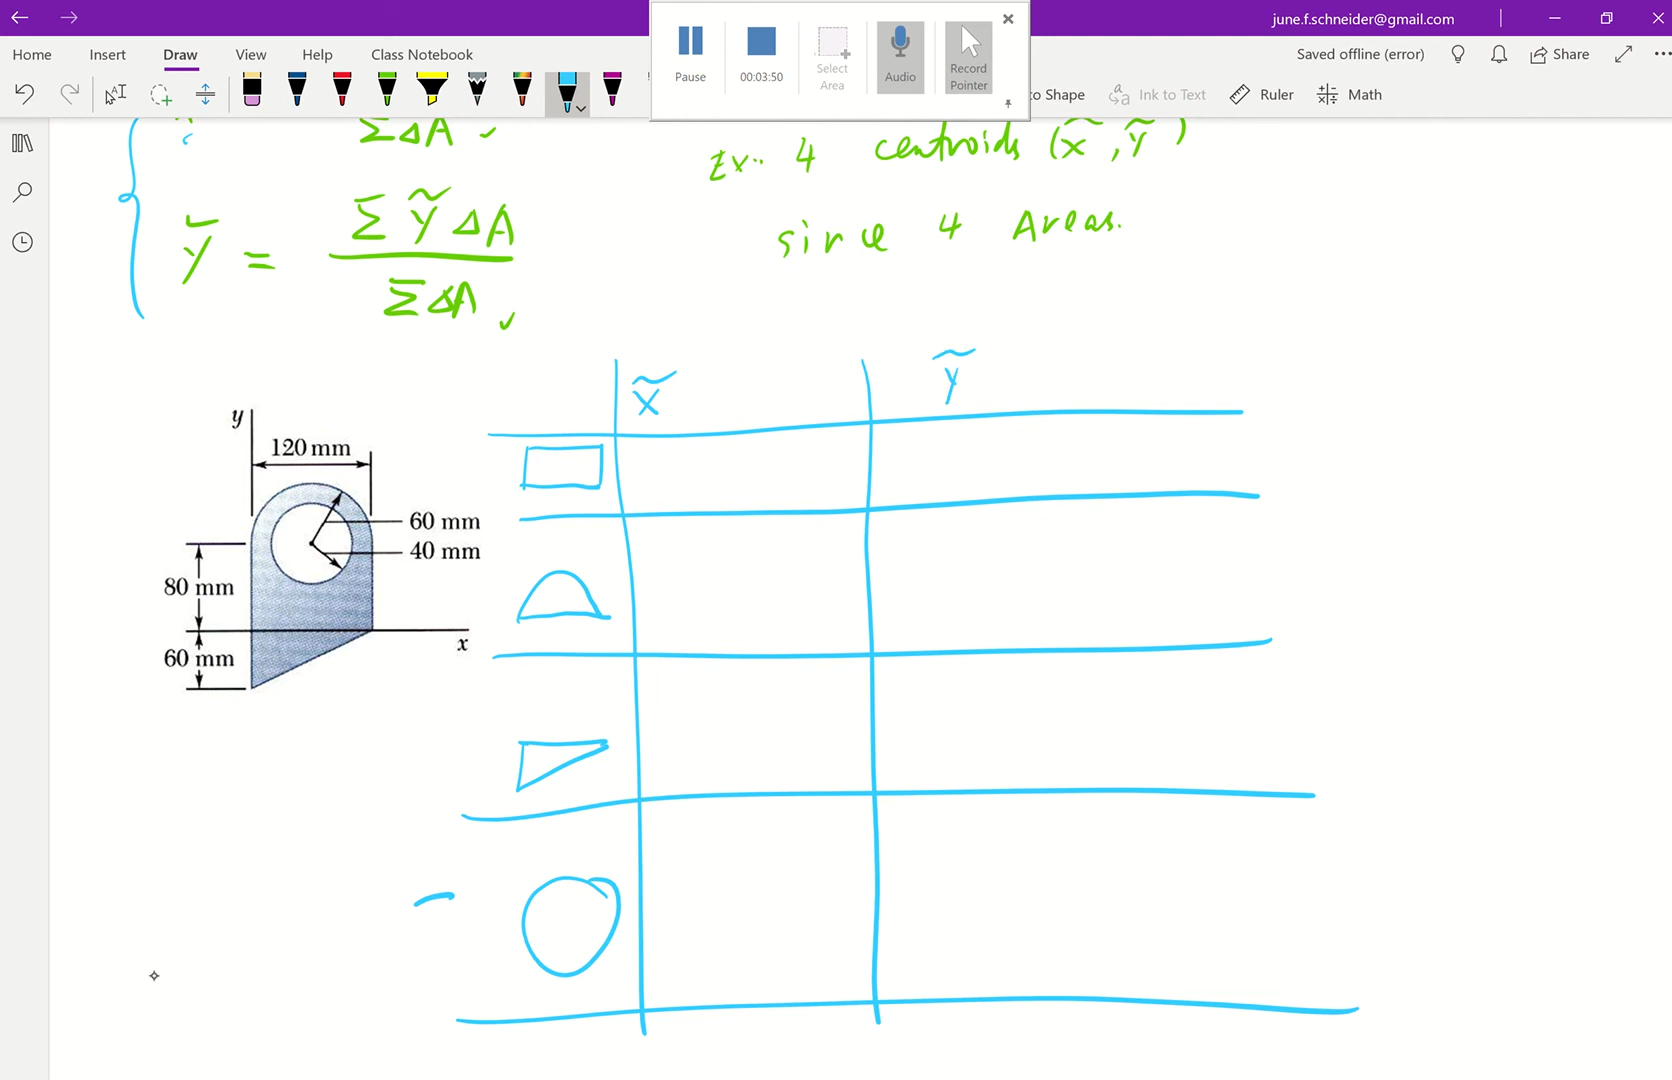 june.f.schneider@gmail.com
Home Insert Draw View Help Class Notebook
Pause 00:03:50 Select Area Audio Record Pointer
Saved offline (error) Share
to Shape Ink to Text Ruler Math
ΣΔA
Ex.. 4 centroids (x̃, ỹ)
ȳ = Σ ỹ ΔA / ΣΔA
since 4 Areas.
x̃ ỹ
y
120 mm
60 mm
40 mm
80 mm
x
60 mm